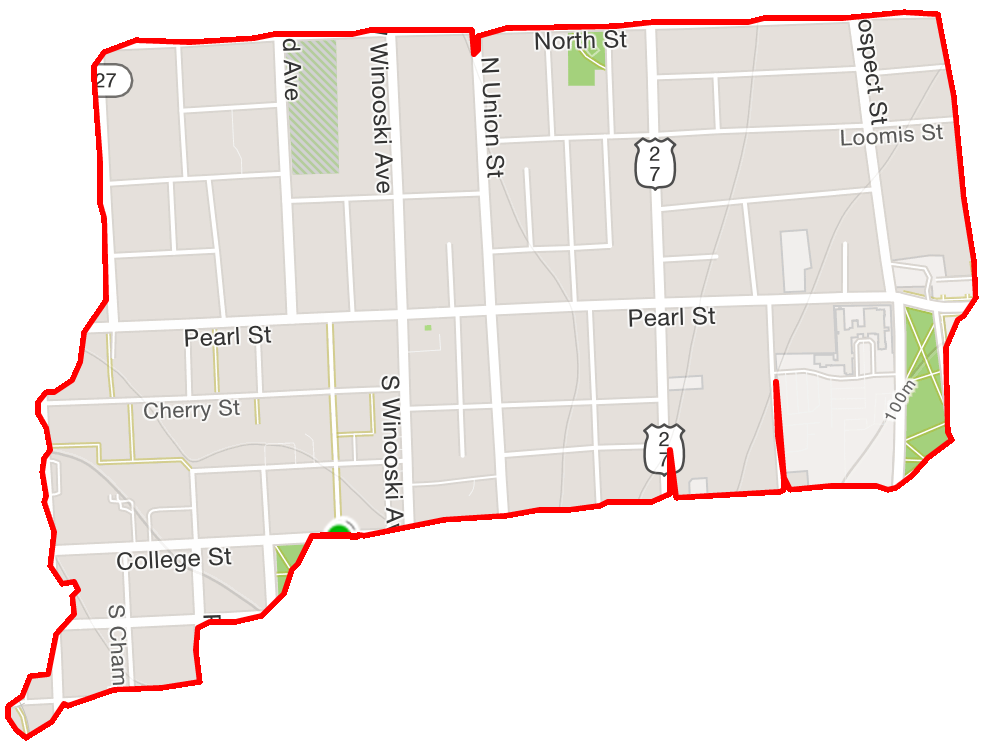 North St
ospect St
d Ave
Winooski Ave
N Union St
27
Loomis St
2
7
Pearl St
Pearl St
Cherry St
S Winooski Av
100m
2
7
College St
S Cham